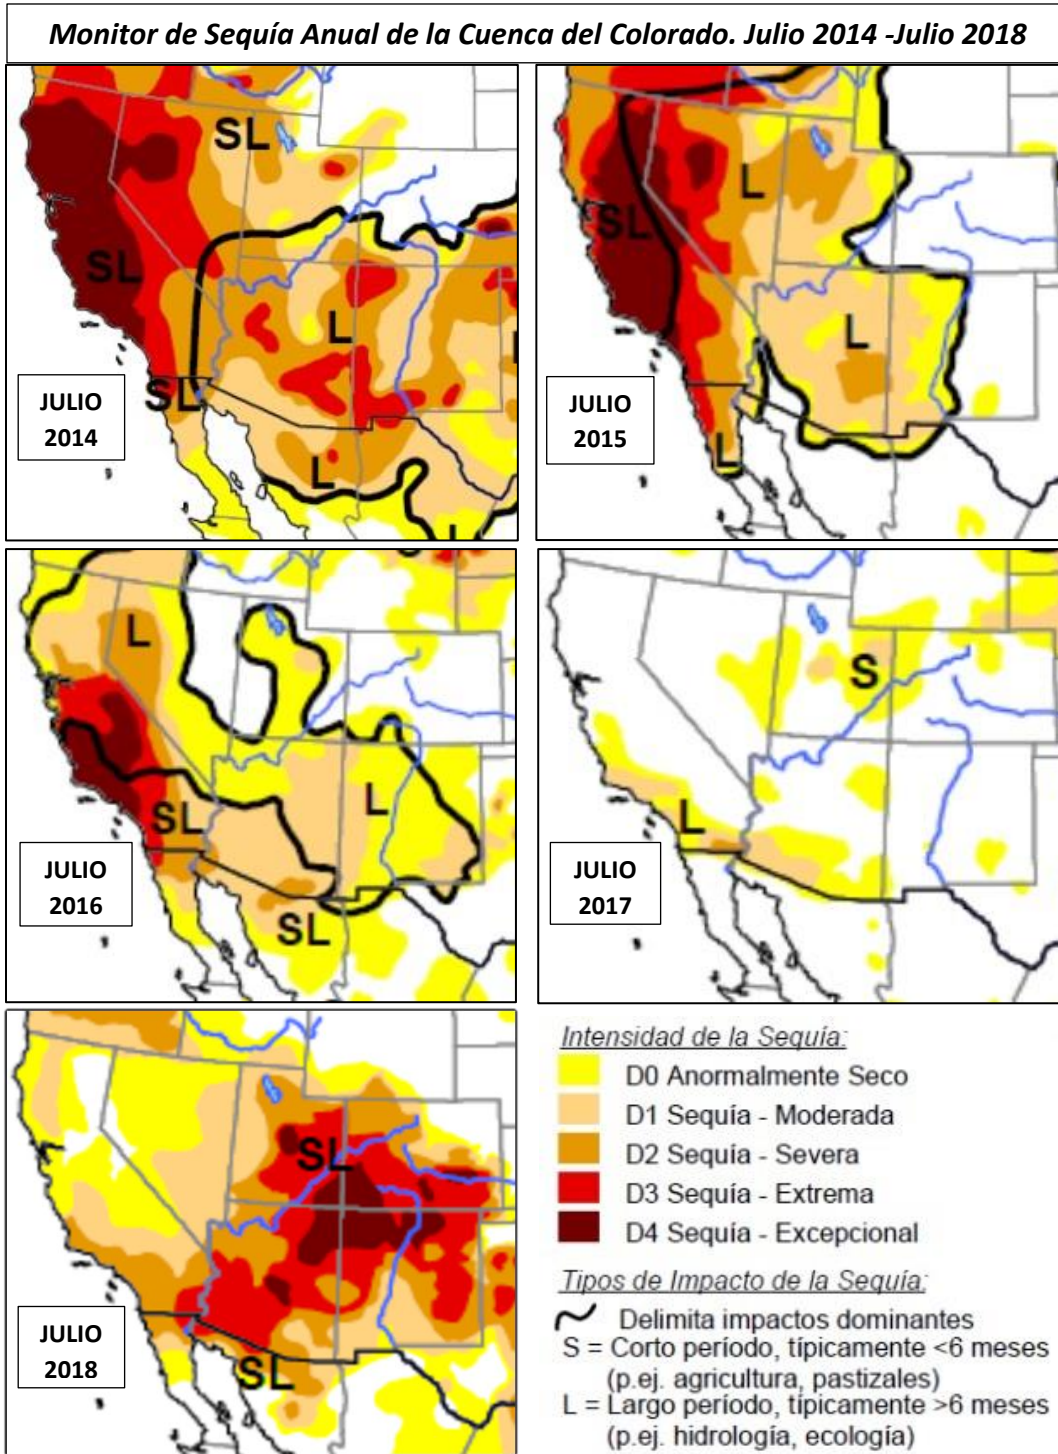 Monitor de Sequía Anual de la Cuenca del Colorado. Julio 2014 -Julio 2018
SL
SL
SL
L
L
JULIO
2014
L
SL
L
L
JULIO
2015
L
SL
L
SL
JULIO
2016
S
L
JULIO
2017
SL
SL
JULIO
2018
Intensidad de la Sequía:
D0 Anormalmente Seco
D1 Sequía - Moderada
D2 Sequía - Severa
D3 Sequía - Extrema
D4 Sequía - Excepcional
Tipos de Impacto de la Sequía:
Delimita impactos dominantes
S = Corto período, típicamente <6 meses
(p.ej. agricultura, pastizales)
L = Largo período, típicamente >6 meses
(p.ej. hidrología, ecología)